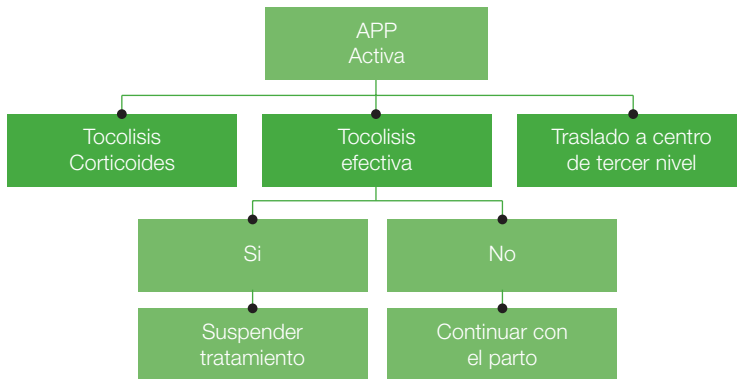 APP
Activa
Tocolisis
Corticoides
Tocolisis
efectiva
Traslado a centro
de tercer nivel
Si
No
Suspender
tratamiento
Continuar con
el parto